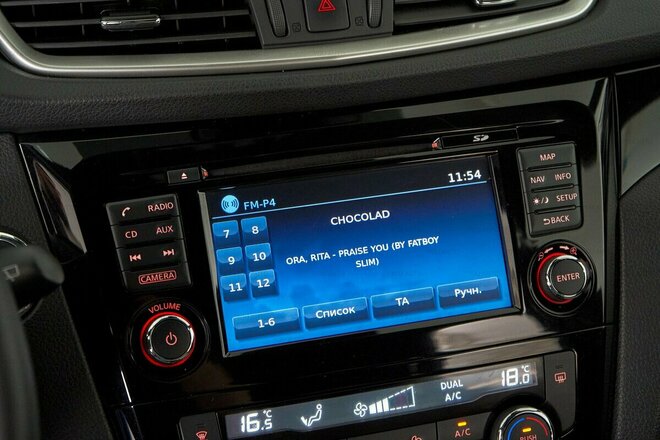 SD
11:54
FM-P4
CHOCOLAD
7 8
9 10
11 12
ORA, RITA - PRAISE YOU (BY FATBOY
SLIM)
1-6 Список TA Ручн.
RADIO
CD AUX
CAMERA
VOLUME
MAP
NAV INFO
SETUP
BACK
ENTER
16.5 °C
DUAL
A/C
18.0 °C
A/C
PUSH